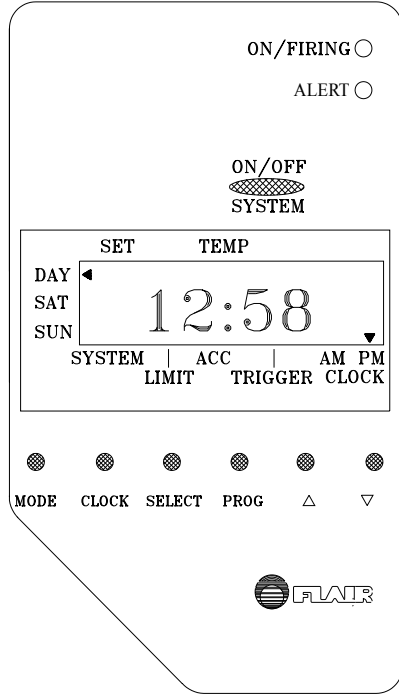 ON/FIRING
ALERT
ON/OFF
SYSTEM
SET TEMP
DAY
SAT
SUN
12:58
SYSTEM ACC AM PM
LIMIT TRIGGER CLOCK
MODE CLOCK SELECT PROG
FLAIR